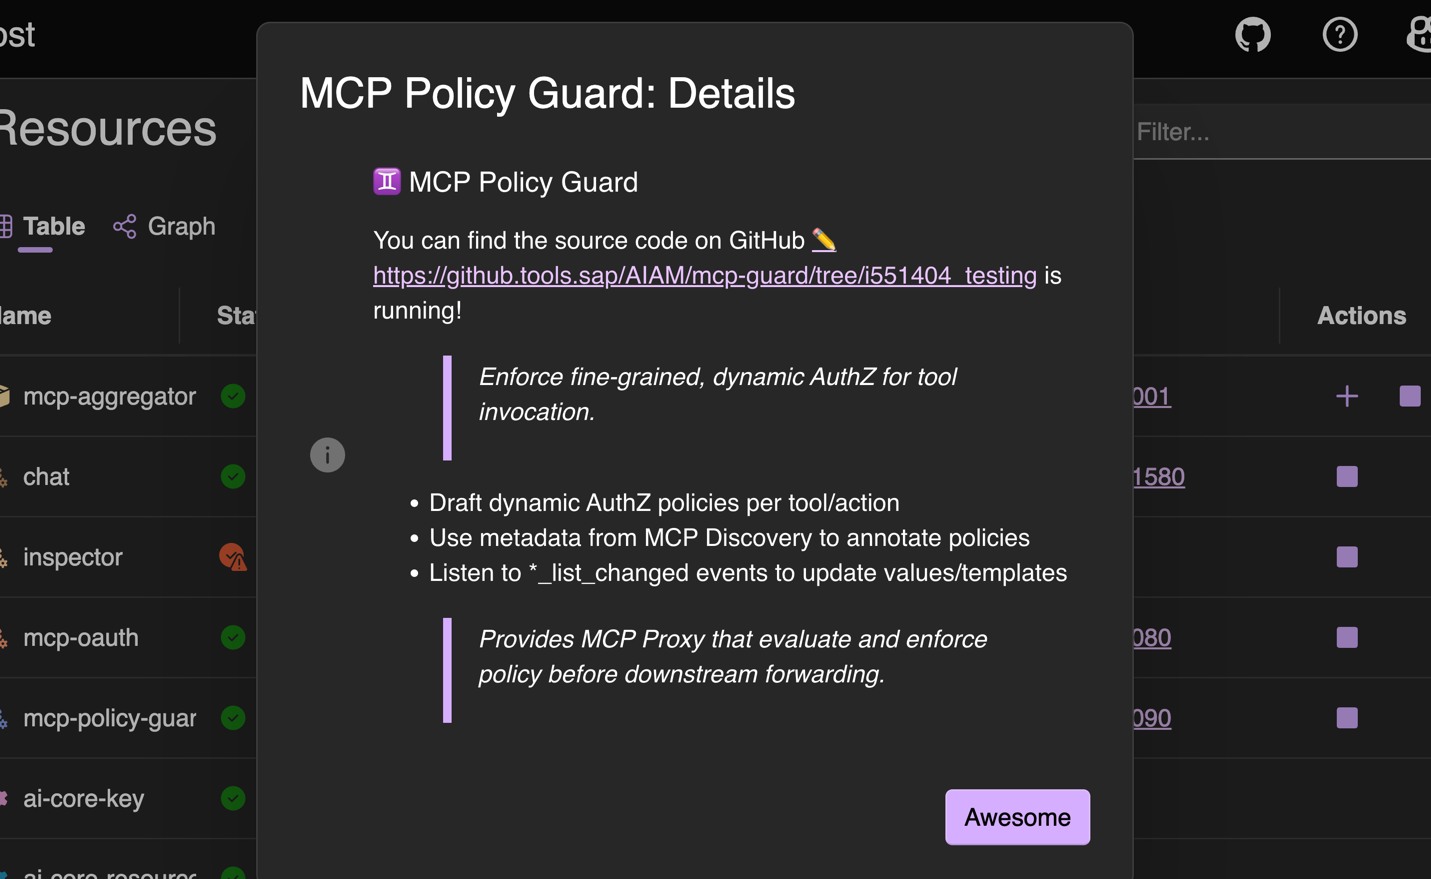 ost
MCP Policy Guard: Details
Resources
Filter...
Table
Graph
♊ MCP Policy Guard
You can find the source code on GitHub ✏️
https://github.tools.sap/AIAM/mcp-guard/tree/i551404_testing is
running!
ame
Sta
Actions
Enforce fine-grained, dynamic AuthZ for tool
invocation.
mcp-aggregator
001
chat
1580
• Draft dynamic AuthZ policies per tool/action
• Use metadata from MCP Discovery to annotate policies
• Listen to *_list_changed events to update values/templates
inspector
Provides MCP Proxy that evaluate and enforce
policy before downstream forwarding.
mcp-oauth
080
mcp-policy-guar
090
ai-core-key
Awesome
ai-core-resource